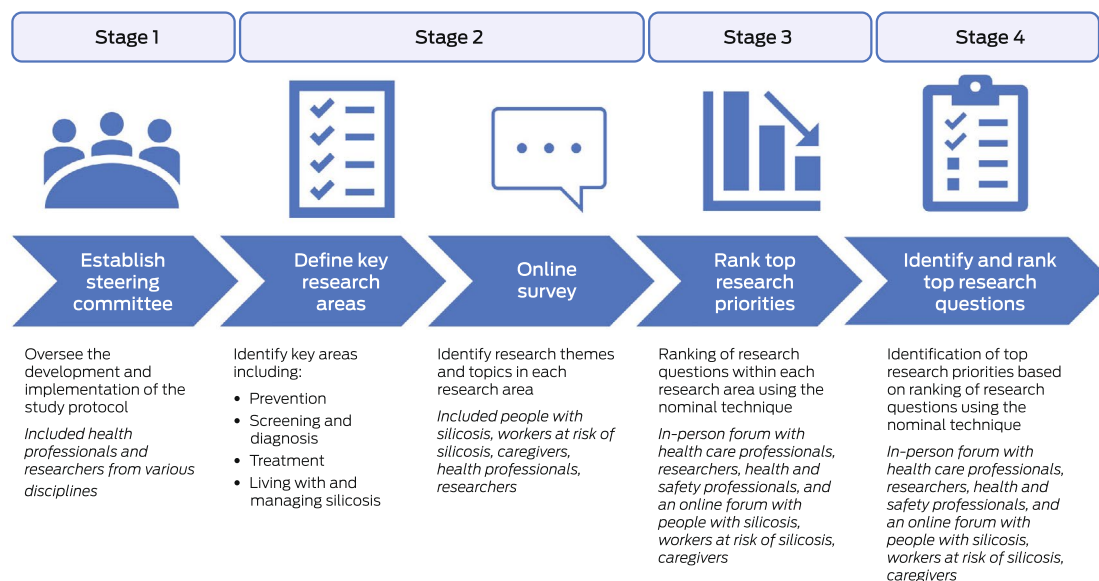 Stage 1
Stage 2
Stage 3
Stage 4
Establish
steering
committee
Define key
research
areas
Online
survey
Rank top
research
priorities
Identify and rank
top research
questions
Oversee the
development and
implementation of the
study protocol
Included health
professionals and
researchers from various
disciplines
Identify key areas
including:
• Prevention
• Screening and
diagnosis
• Treatment
• Living with and
managing silicosis
Identify research themes
and topics in each
research area
Included people with
silicosis, workers at risk of
silicosis, caregivers,
health professionals,
researchers
Ranking of research
questions within each
research area using the
nominal technique
In-person forum with
health care professionals,
researchers, health and
safety professionals, and
an online forum with
people with silicosis,
workers at risk of silicosis,
caregivers
Identification of top
research priorities based
on ranking of research
questions using the
nominal technique
In-person forum with
health care professionals,
researchers, health and
safety professionals, and
an online forum with
people with silicosis,
workers at risk of silicosis,
caregivers